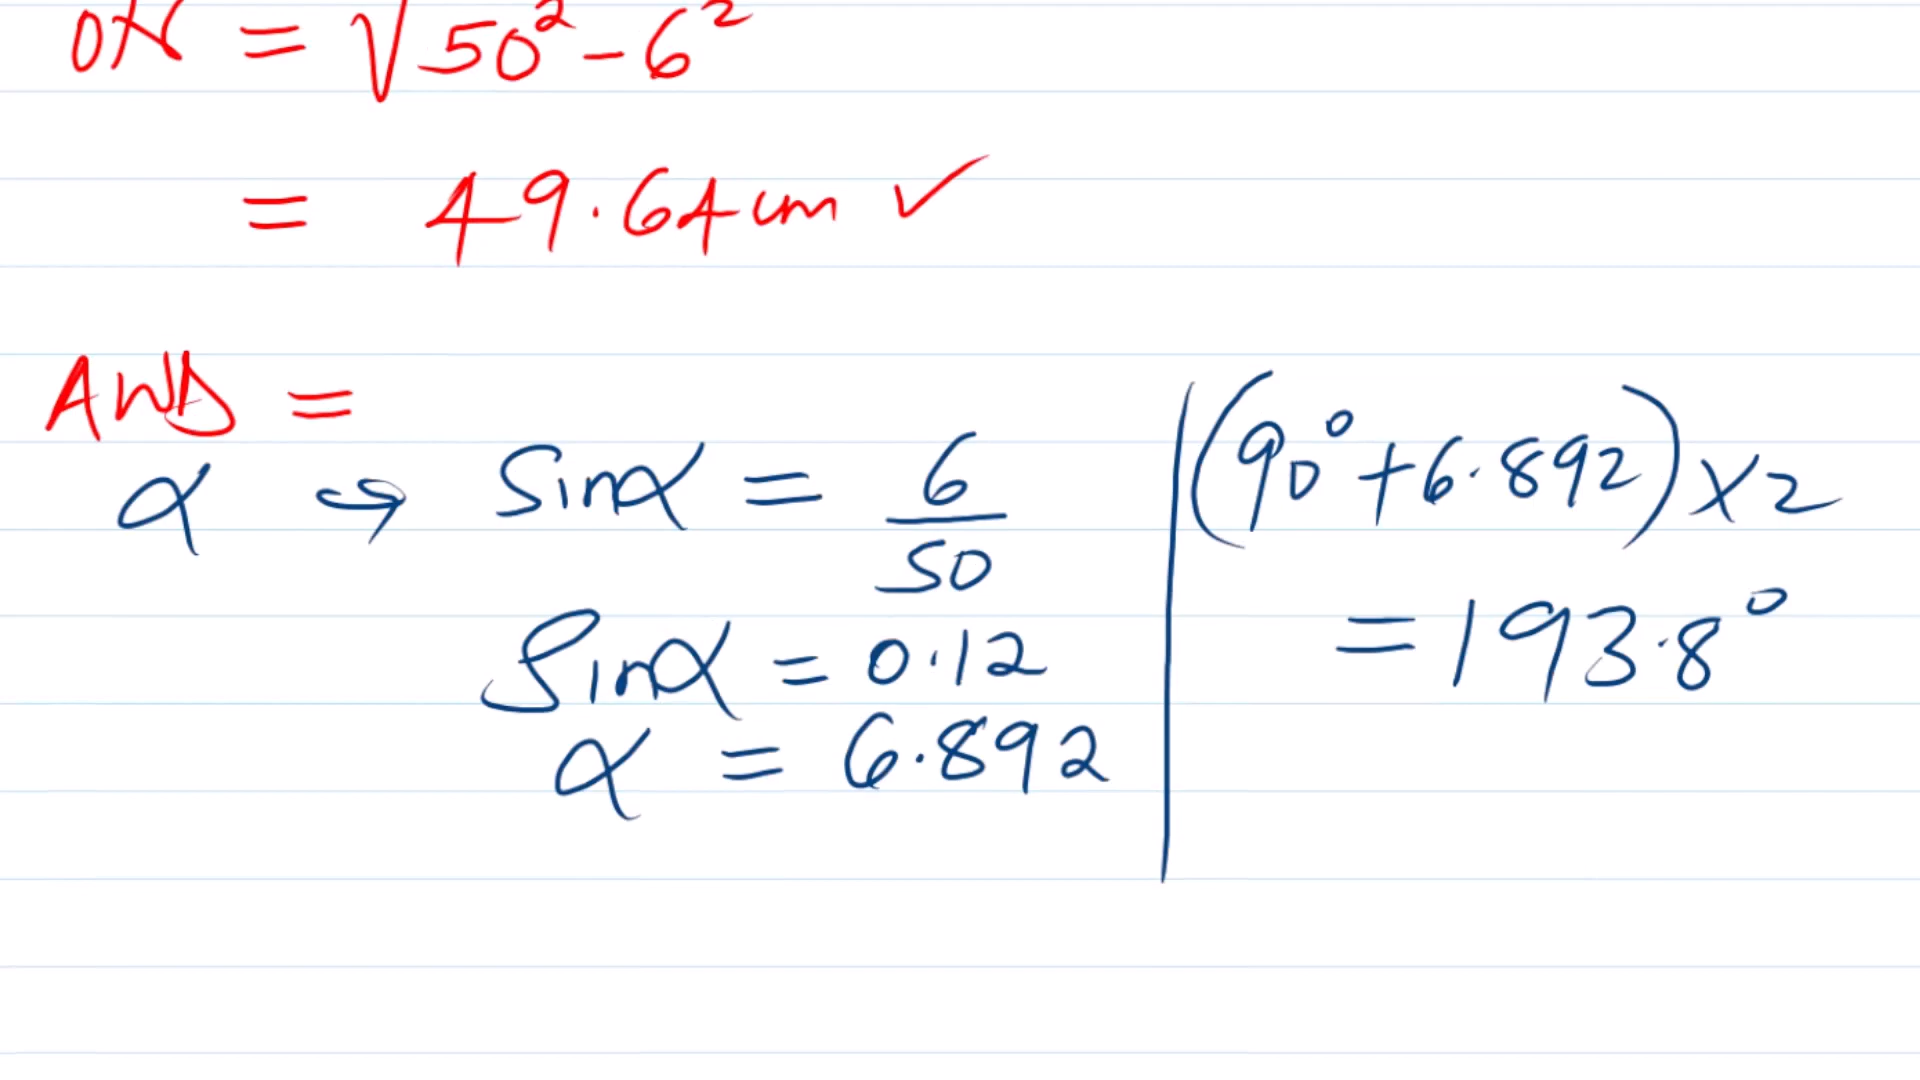 ON = √50² - 6²
= 49.64cm ✓
AWD =
α → Sinα = 6/50
Sinα = 0.12
α = 6.892
(90° + 6.892) × 2
= 193.8°